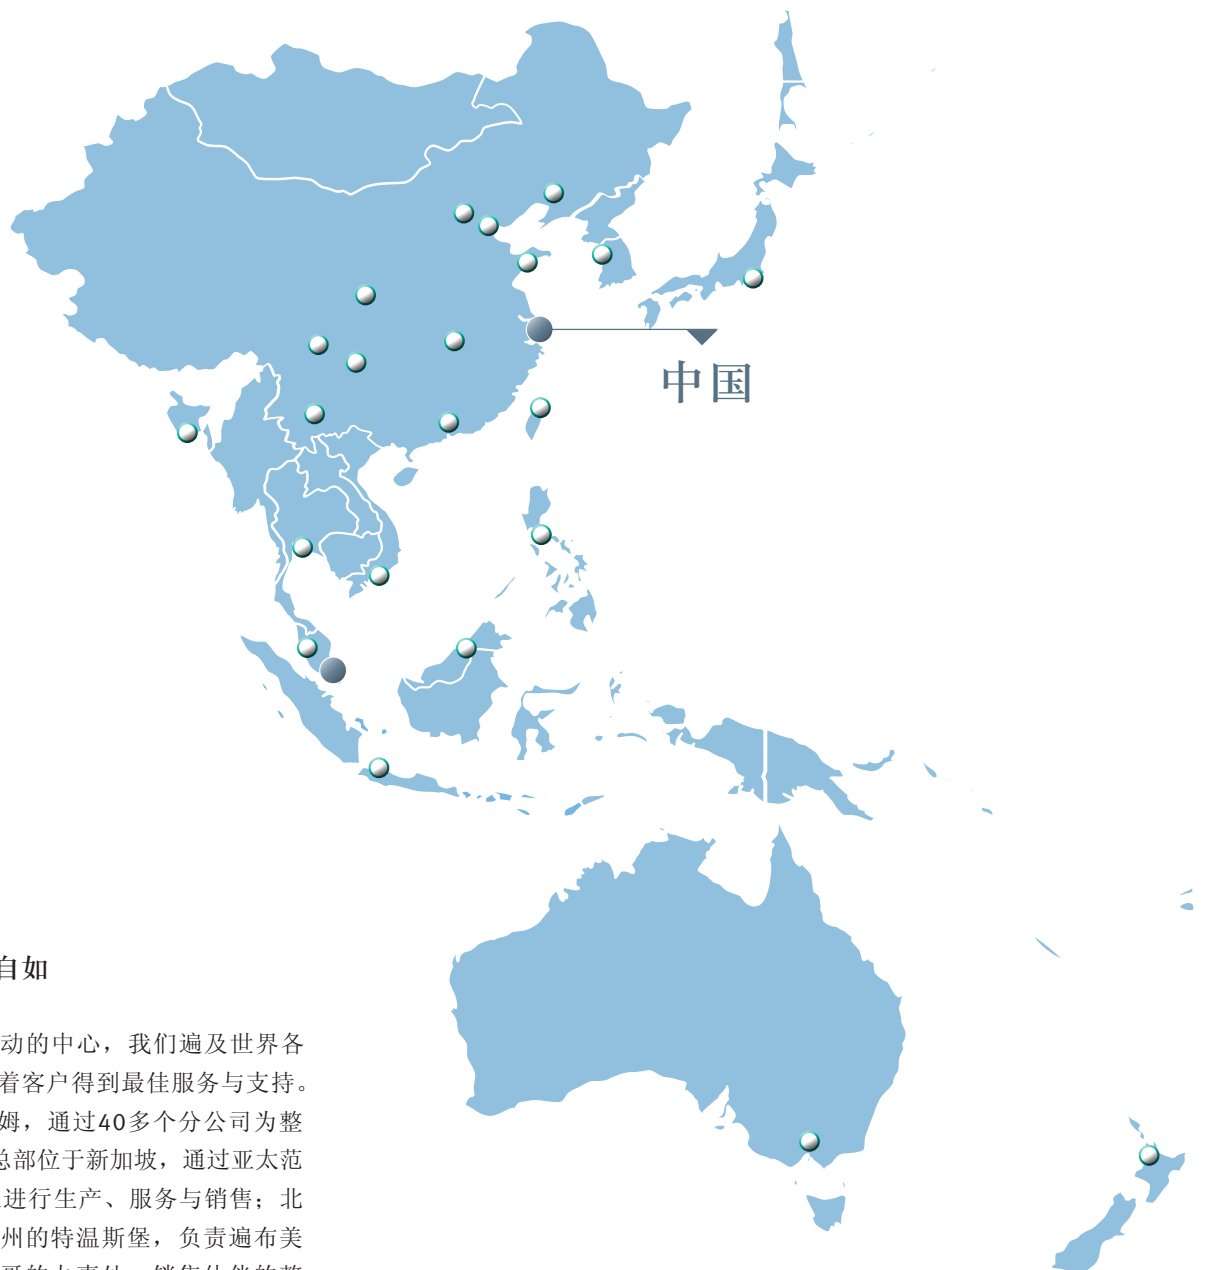 中国
自如
动的中心，我们遍及世界各
着客户得到最佳服务与支持。
姆，通过40多个分公司为整
总部位于新加坡，通过亚太范
进行生产、服务与销售；北
州的特温斯堡，负责遍布美